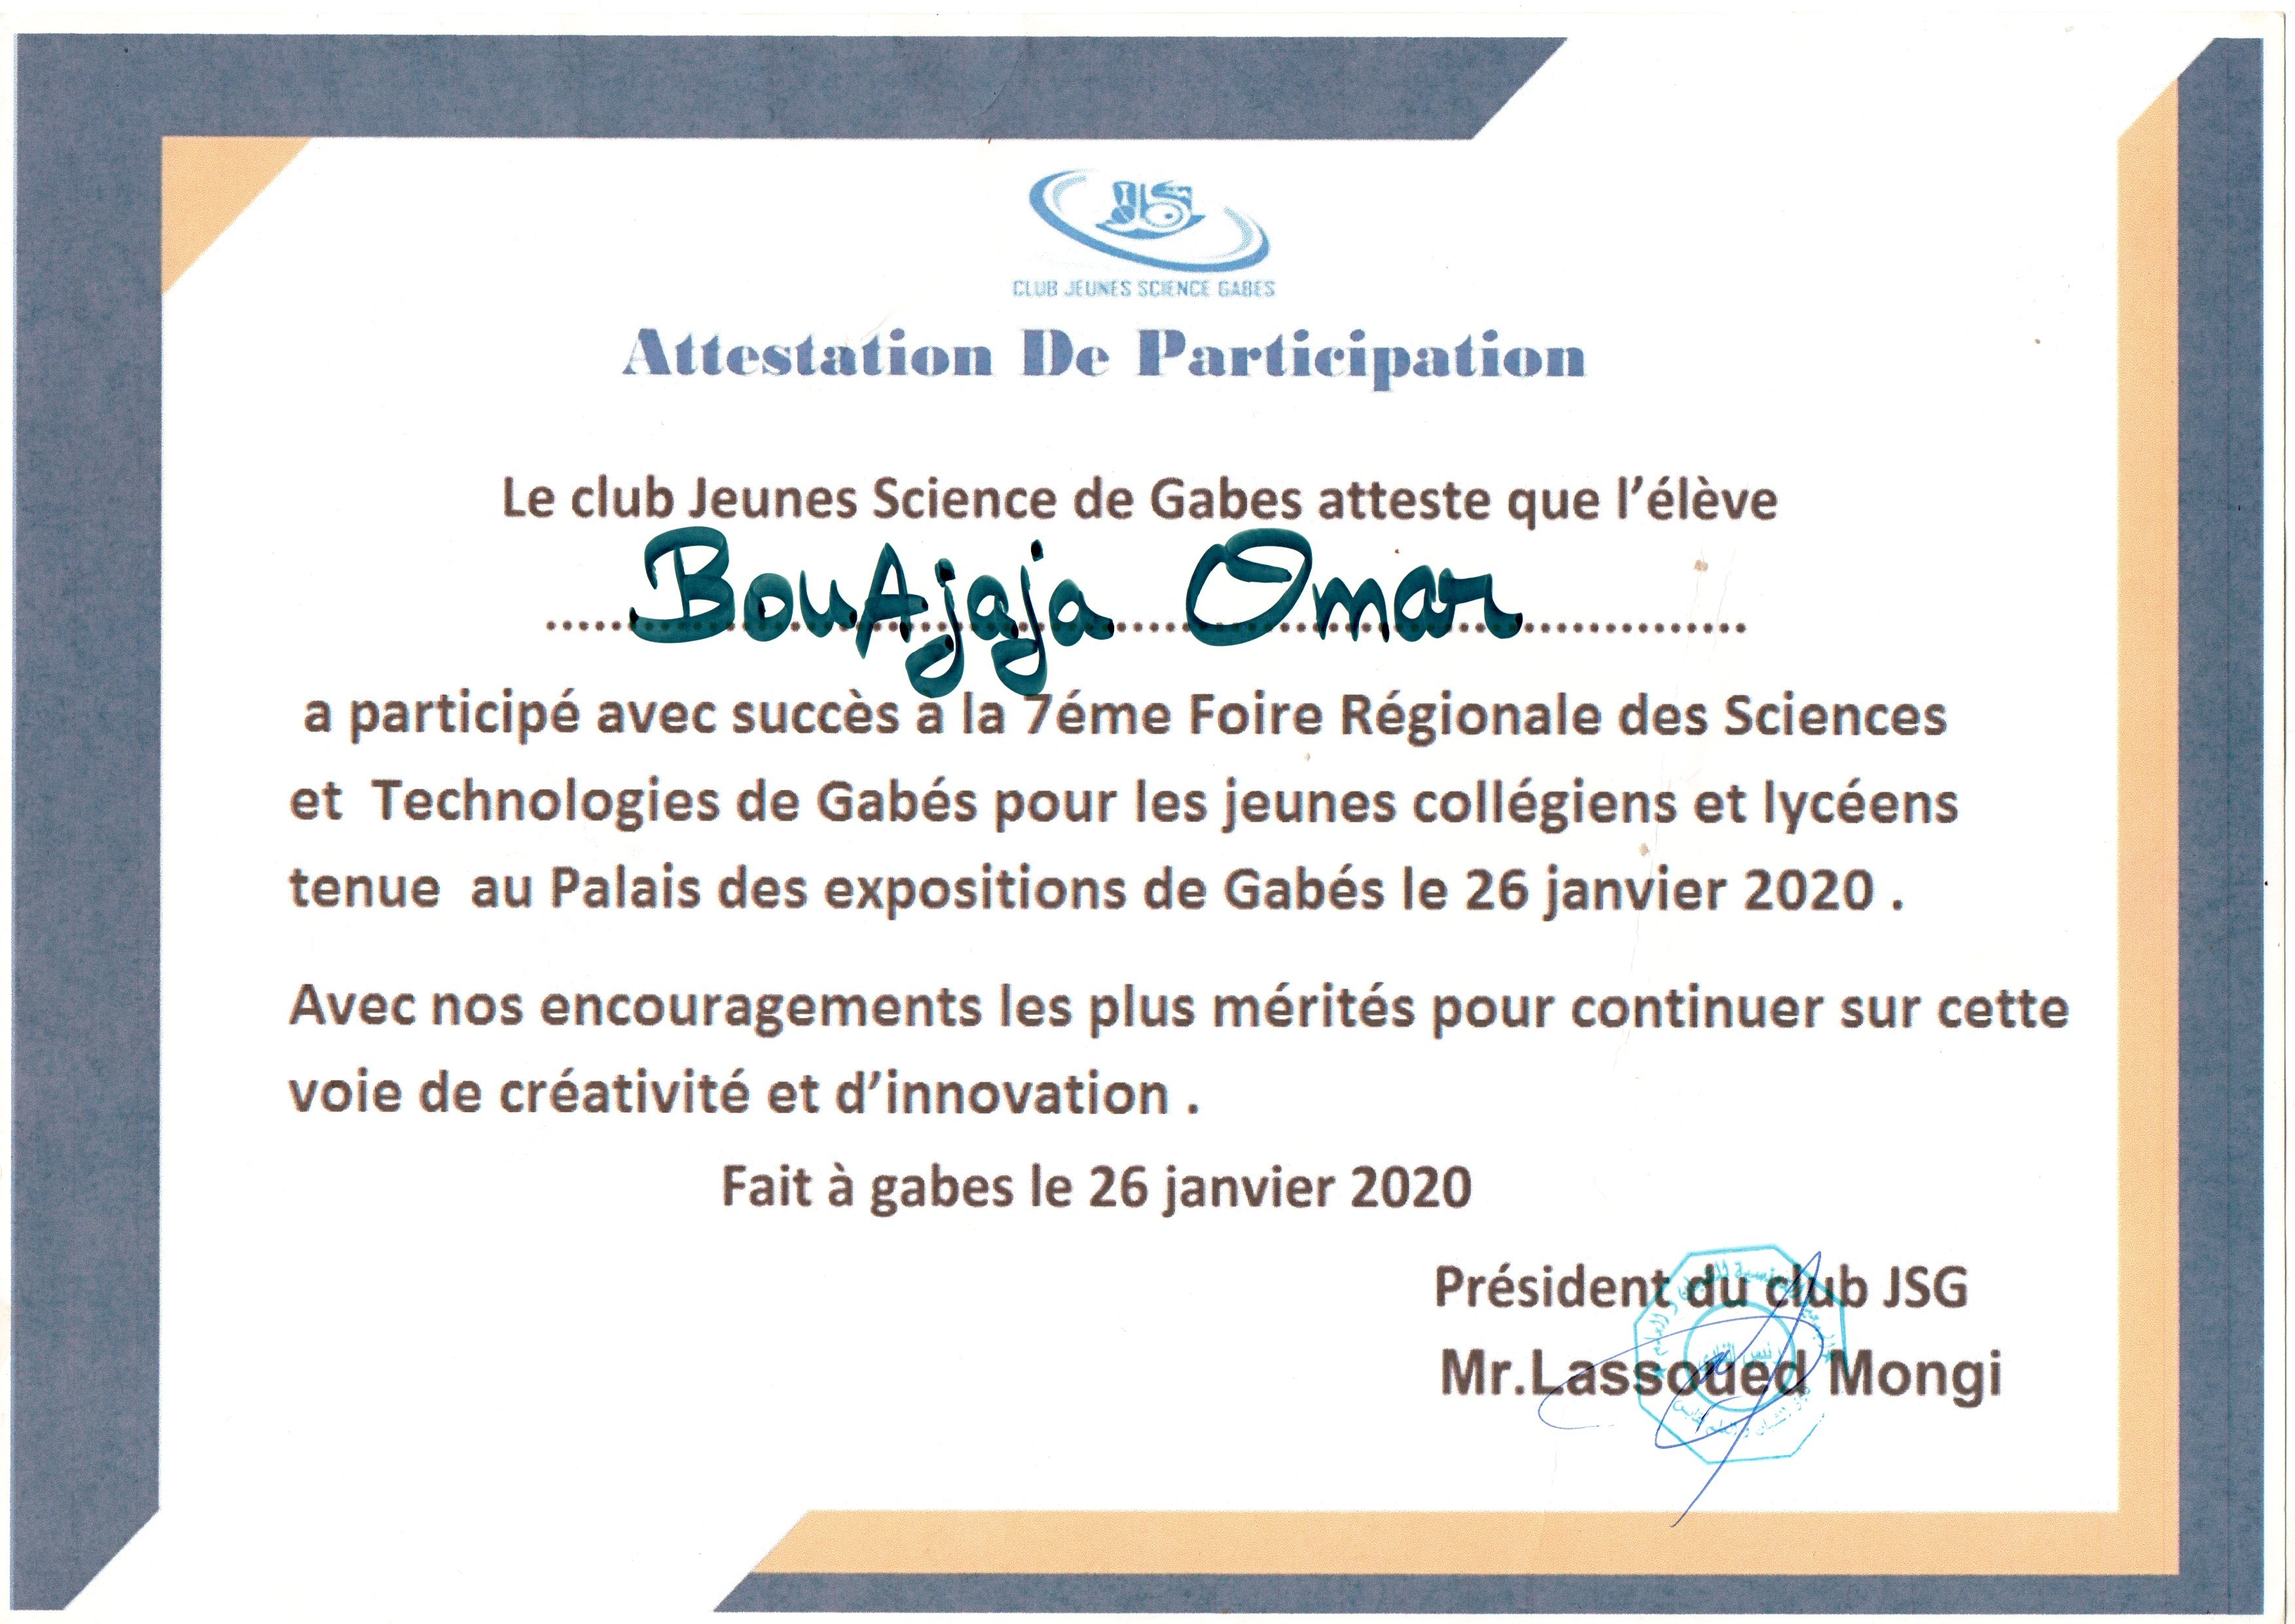 CLUB JEUNES SCIENCE GABES
Attestation De Participation
Le club Jeunes Science de Gabes atteste que l’élève
BouAjaja Omar
a participé avec succès à la 7éme Foire Régionale des Sciences
et Technologies de Gabés pour les jeunes collégiens et lycéens
tenue au Palais des expositions de Gabés le 26 janvier 2020 .
Avec nos encouragements les plus mérités pour continuer sur cette
voie de créativité et d’innovation .
Fait à gabes le 26 janvier 2020
Président du club JSG
Mr.Lassoued Mongi
رئيس النادي